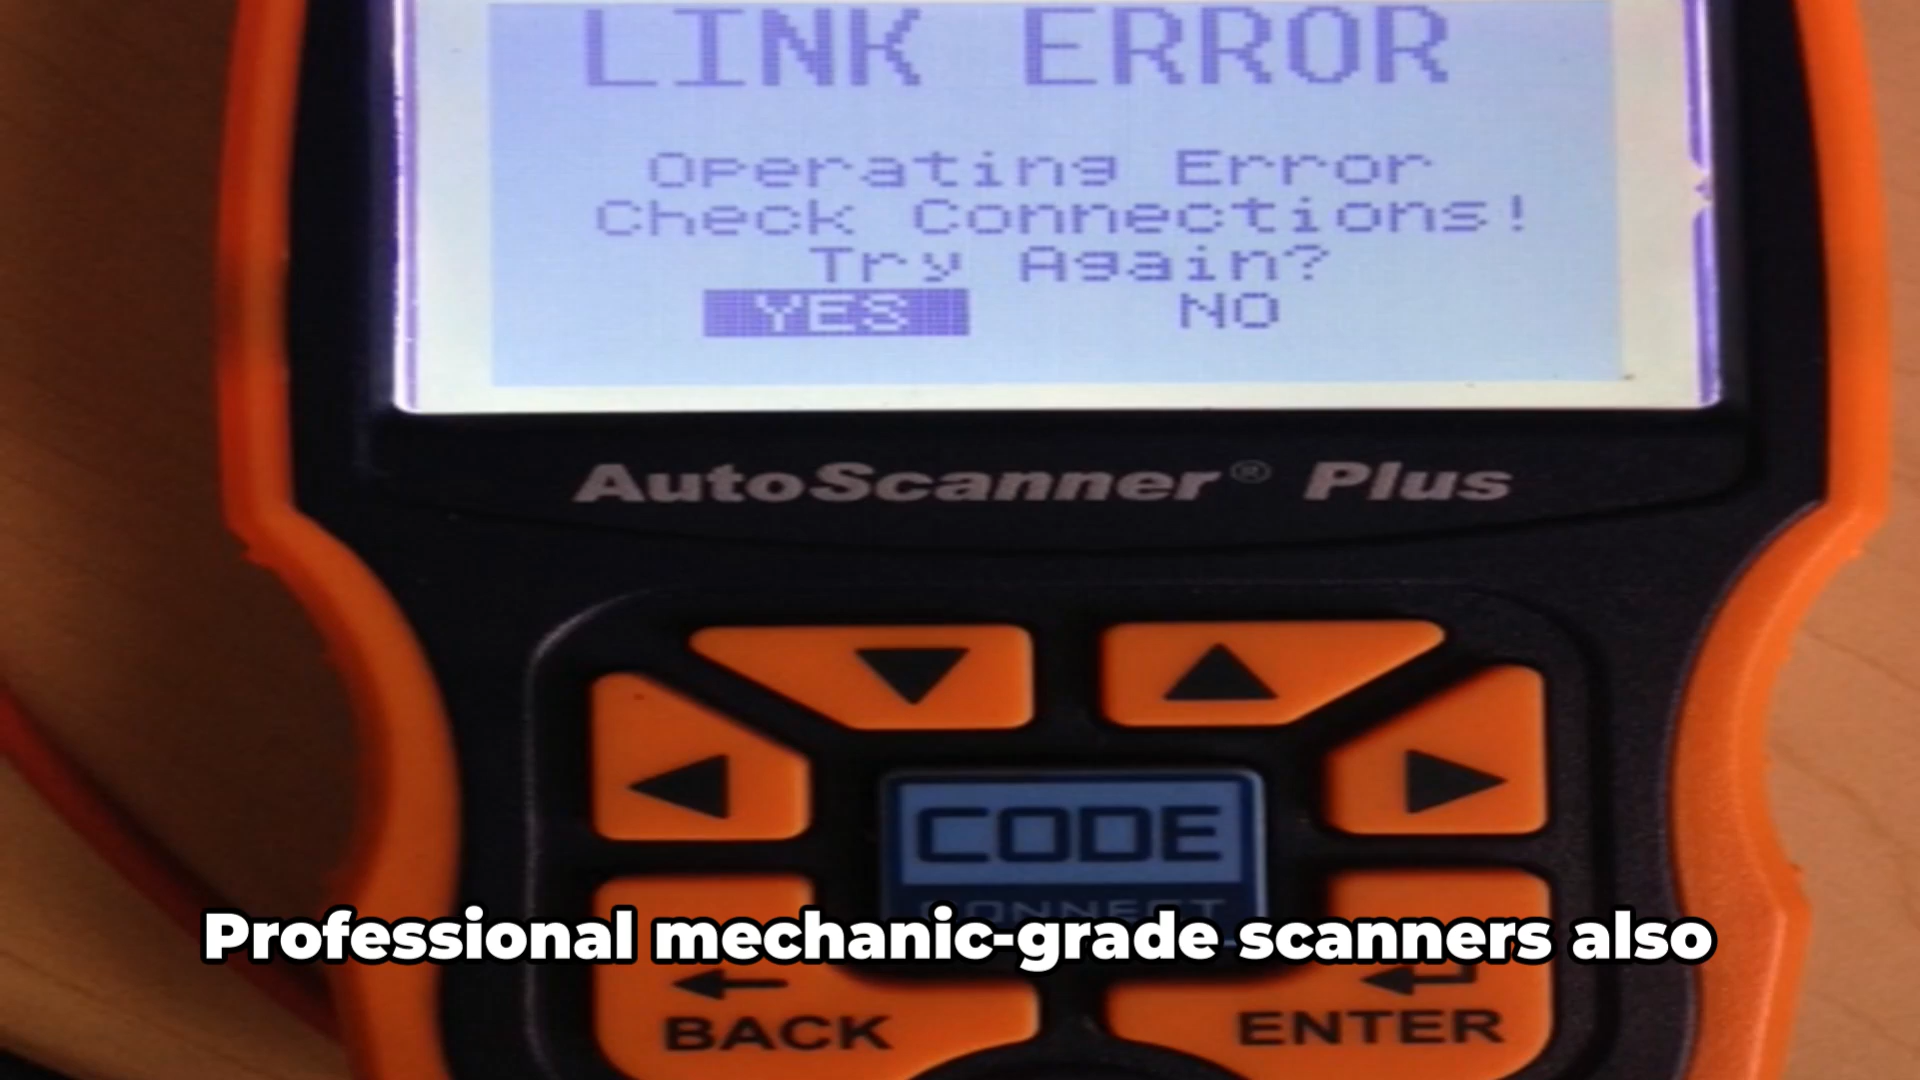 LINK ERROR
Operating Error
Check Connections!
Try Again?
YES NO
AutoScanner® Plus
CODE
CONNECT
Professional mechanic-grade scanners also
BACK ENTER